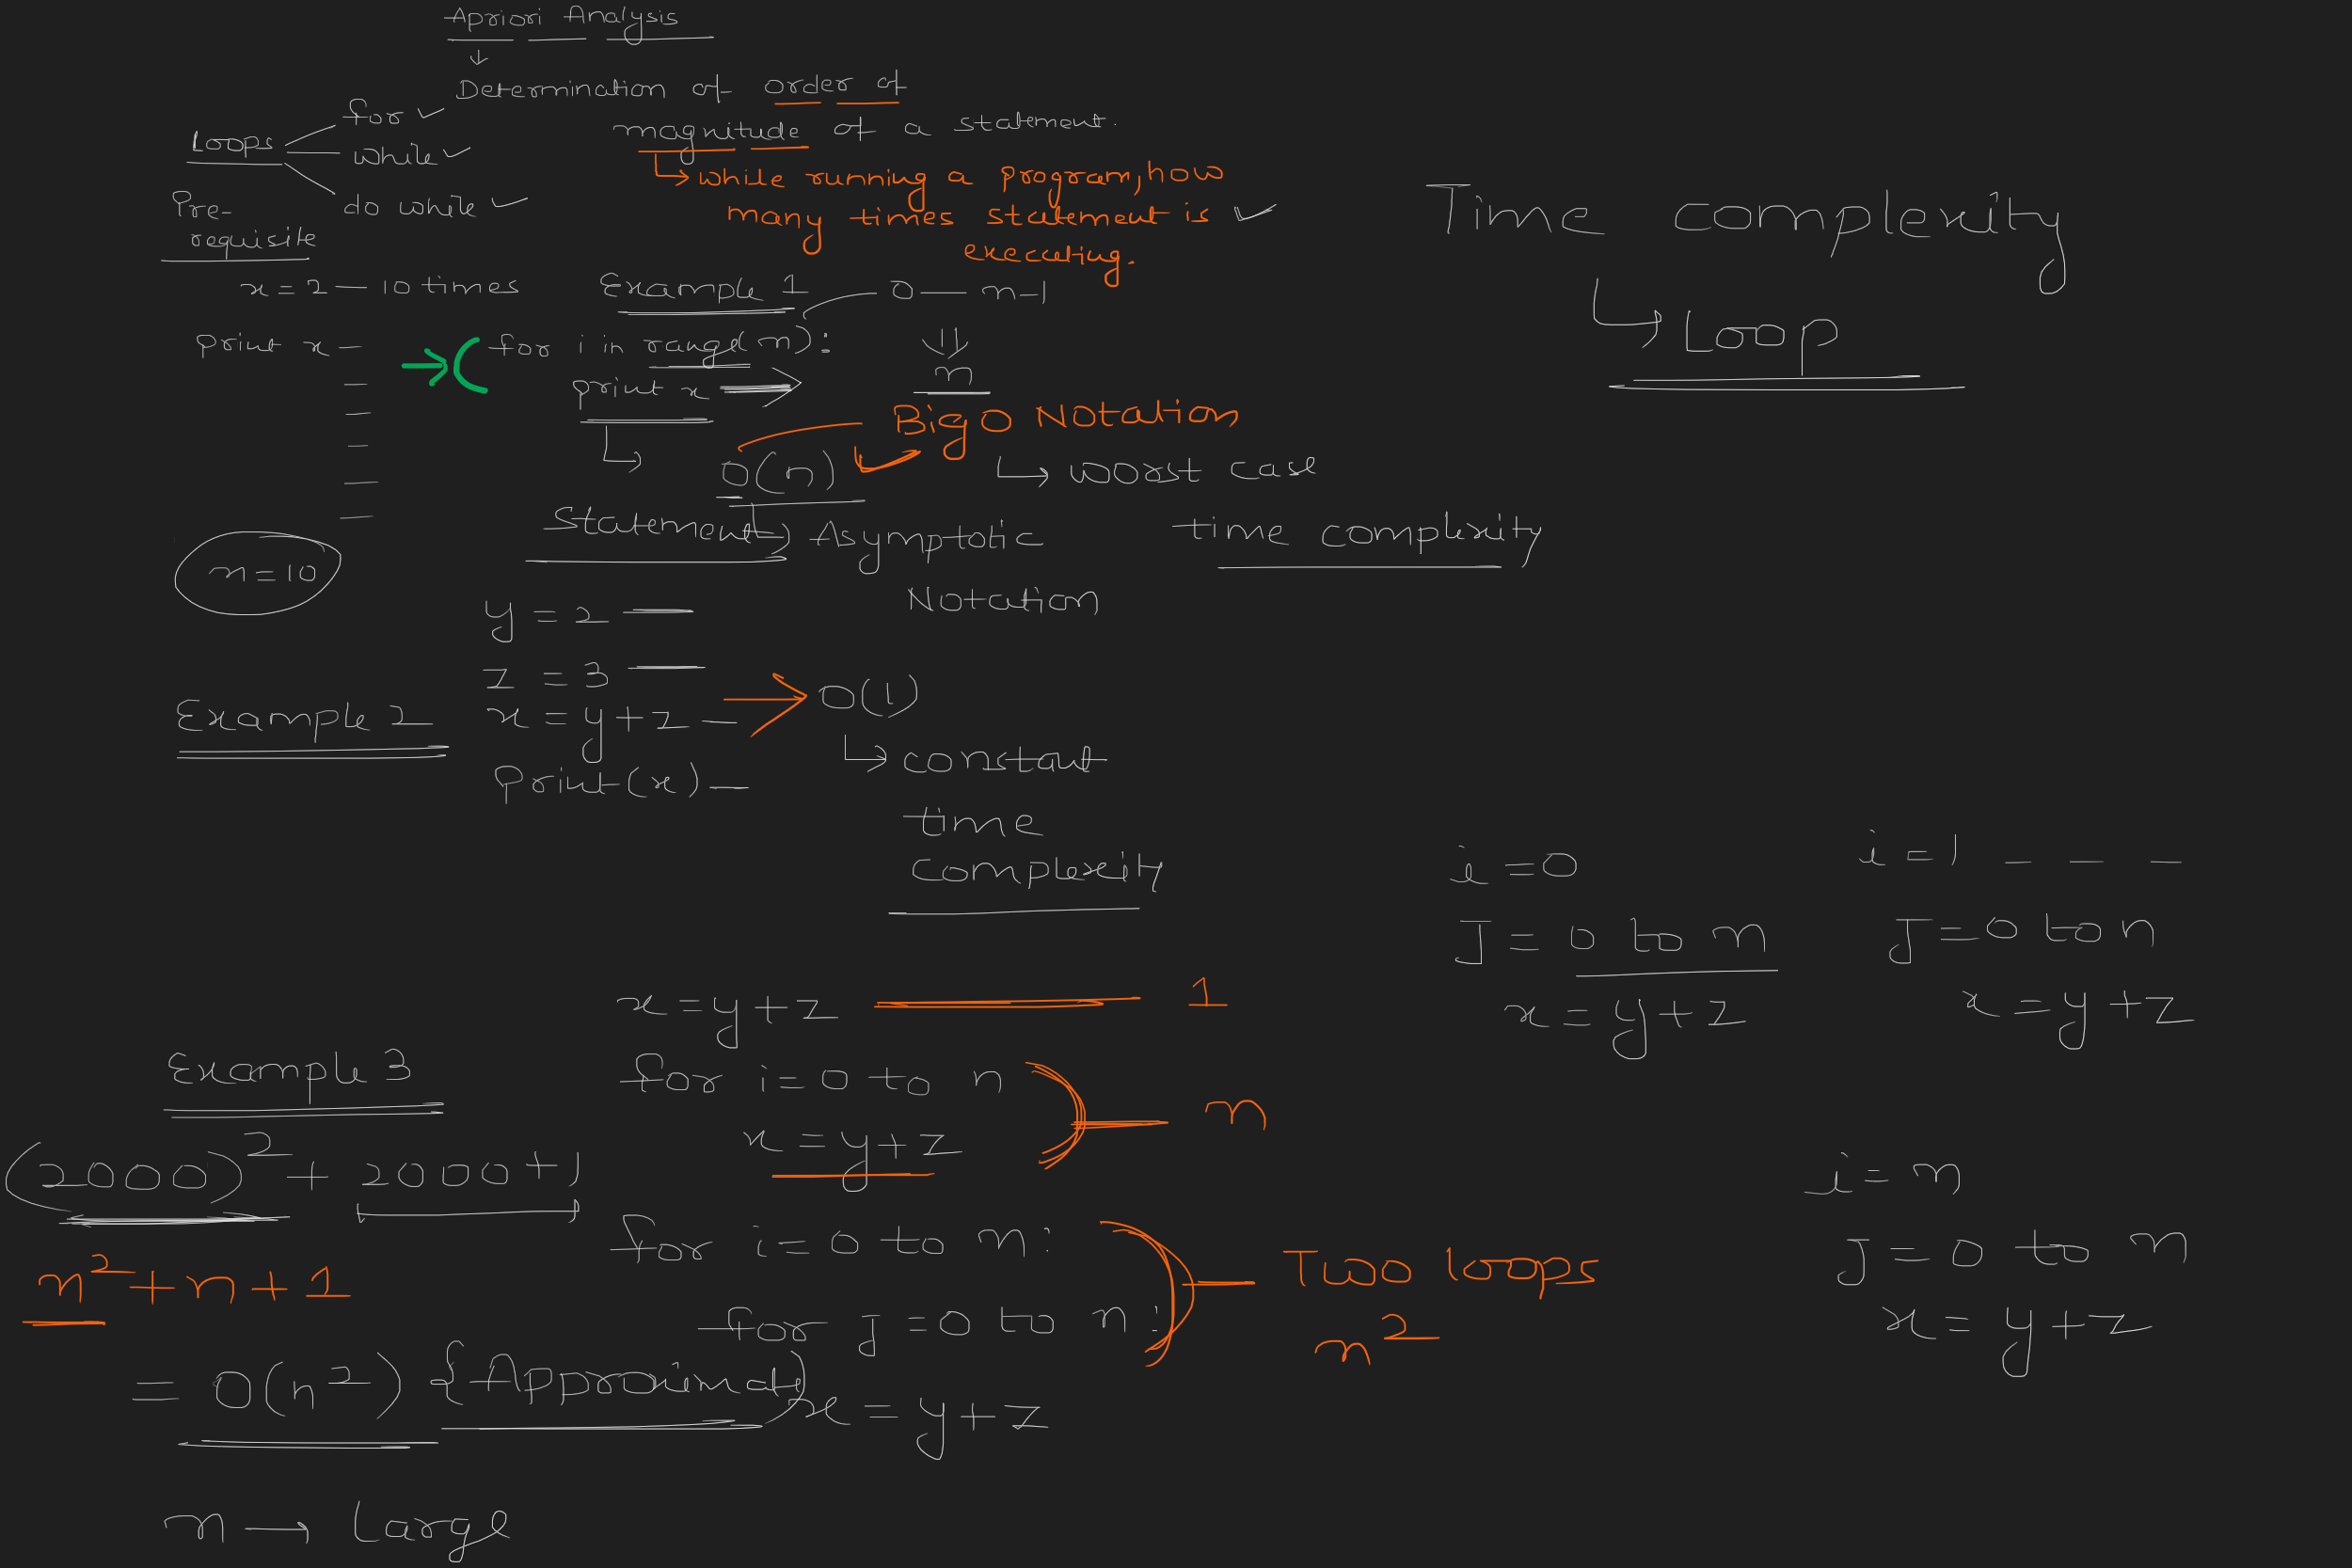 Apriori Analysis
Determination of order of
magnitude of a statement.
while running a program, how
many times statement is
executing.
Loops
for
while
do while
Pre-
requisite
x = 2 — 10 times
print x
n = 10
Example 1
0 — n-1
for i in range(n):
print x
n
Big O Notation
O(n)
worst case
time complexity
Statement
Asymptotic
Notation
Time complexity
Loop
Example 2
y = 2
z = 3
x = y + z
print(x)
O(1)
constant
time
complexity
Example 3
x = y + z
1
for i = 0 to n
x = y + z
n
for i = 0 to n:
for J = 0 to n:
x = y + z
Two loops
n²
(2000)² + 2000 + 1
n² + n + 1
= O(n²) {Approximate}
n → Large
i = 0
J = 0 to n
x = y + z
i = 1 _ _ _
J = 0 to n
x = y + z
i = n
J = 0 to n
x = y + z